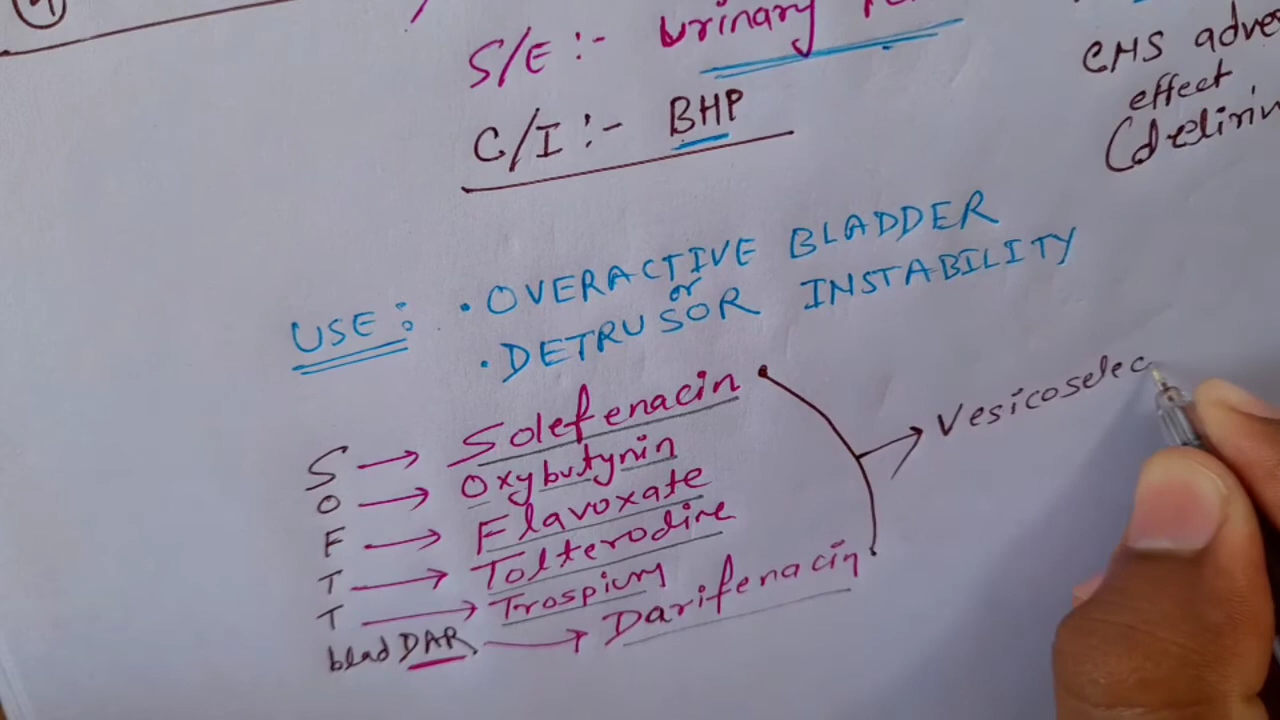 S/E :- urinary
C/I :- BHP
CNS adve
effect
(deliriu
USE: • OVERACTIVE BLADDER
or
• DETRUSOR INSTABILITY
S → Solefenacin
O → Oxybutynin
F → Flavoxate
T → Tolterodine
T → Trospium
bladDAR → Darifenacin
→ Vesicoselec